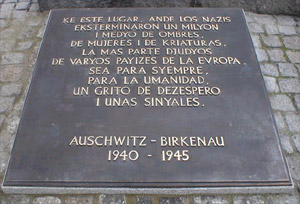 KE ESTE LUGAR, ANDE LOS NAZIS
EKSTERMINARON UN MILYON
I MEDYO DE OMBRES,
DE MUJERES I DE KRIATURAS,
LA MAS PARTE DJUDYOS
DE VARYOS PAYIZES DE LA EVROPA,
SEA PARA SYEMPRE,
PARA LA UMANIDAD,
UN GRITO DE DEZESPERO
I UNAS SINYALES.
AUSCHWITZ - BIRKENAU
1940 - 1945